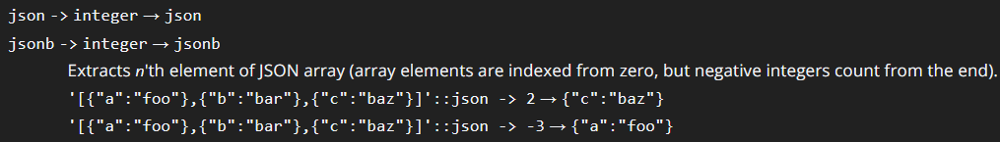 json -> integer → json
jsonb -> integer → jsonb
Extracts n'th element of JSON array (array elements are indexed from zero, but negative integers count from the end).
'[{"a":"foo"},{"b":"bar"},{"c":"baz"}]'::json -> 2 → {"c":"baz"}
'[{"a":"foo"},{"b":"bar"},{"c":"baz"}]'::json -> -3 → {"a":"foo"}